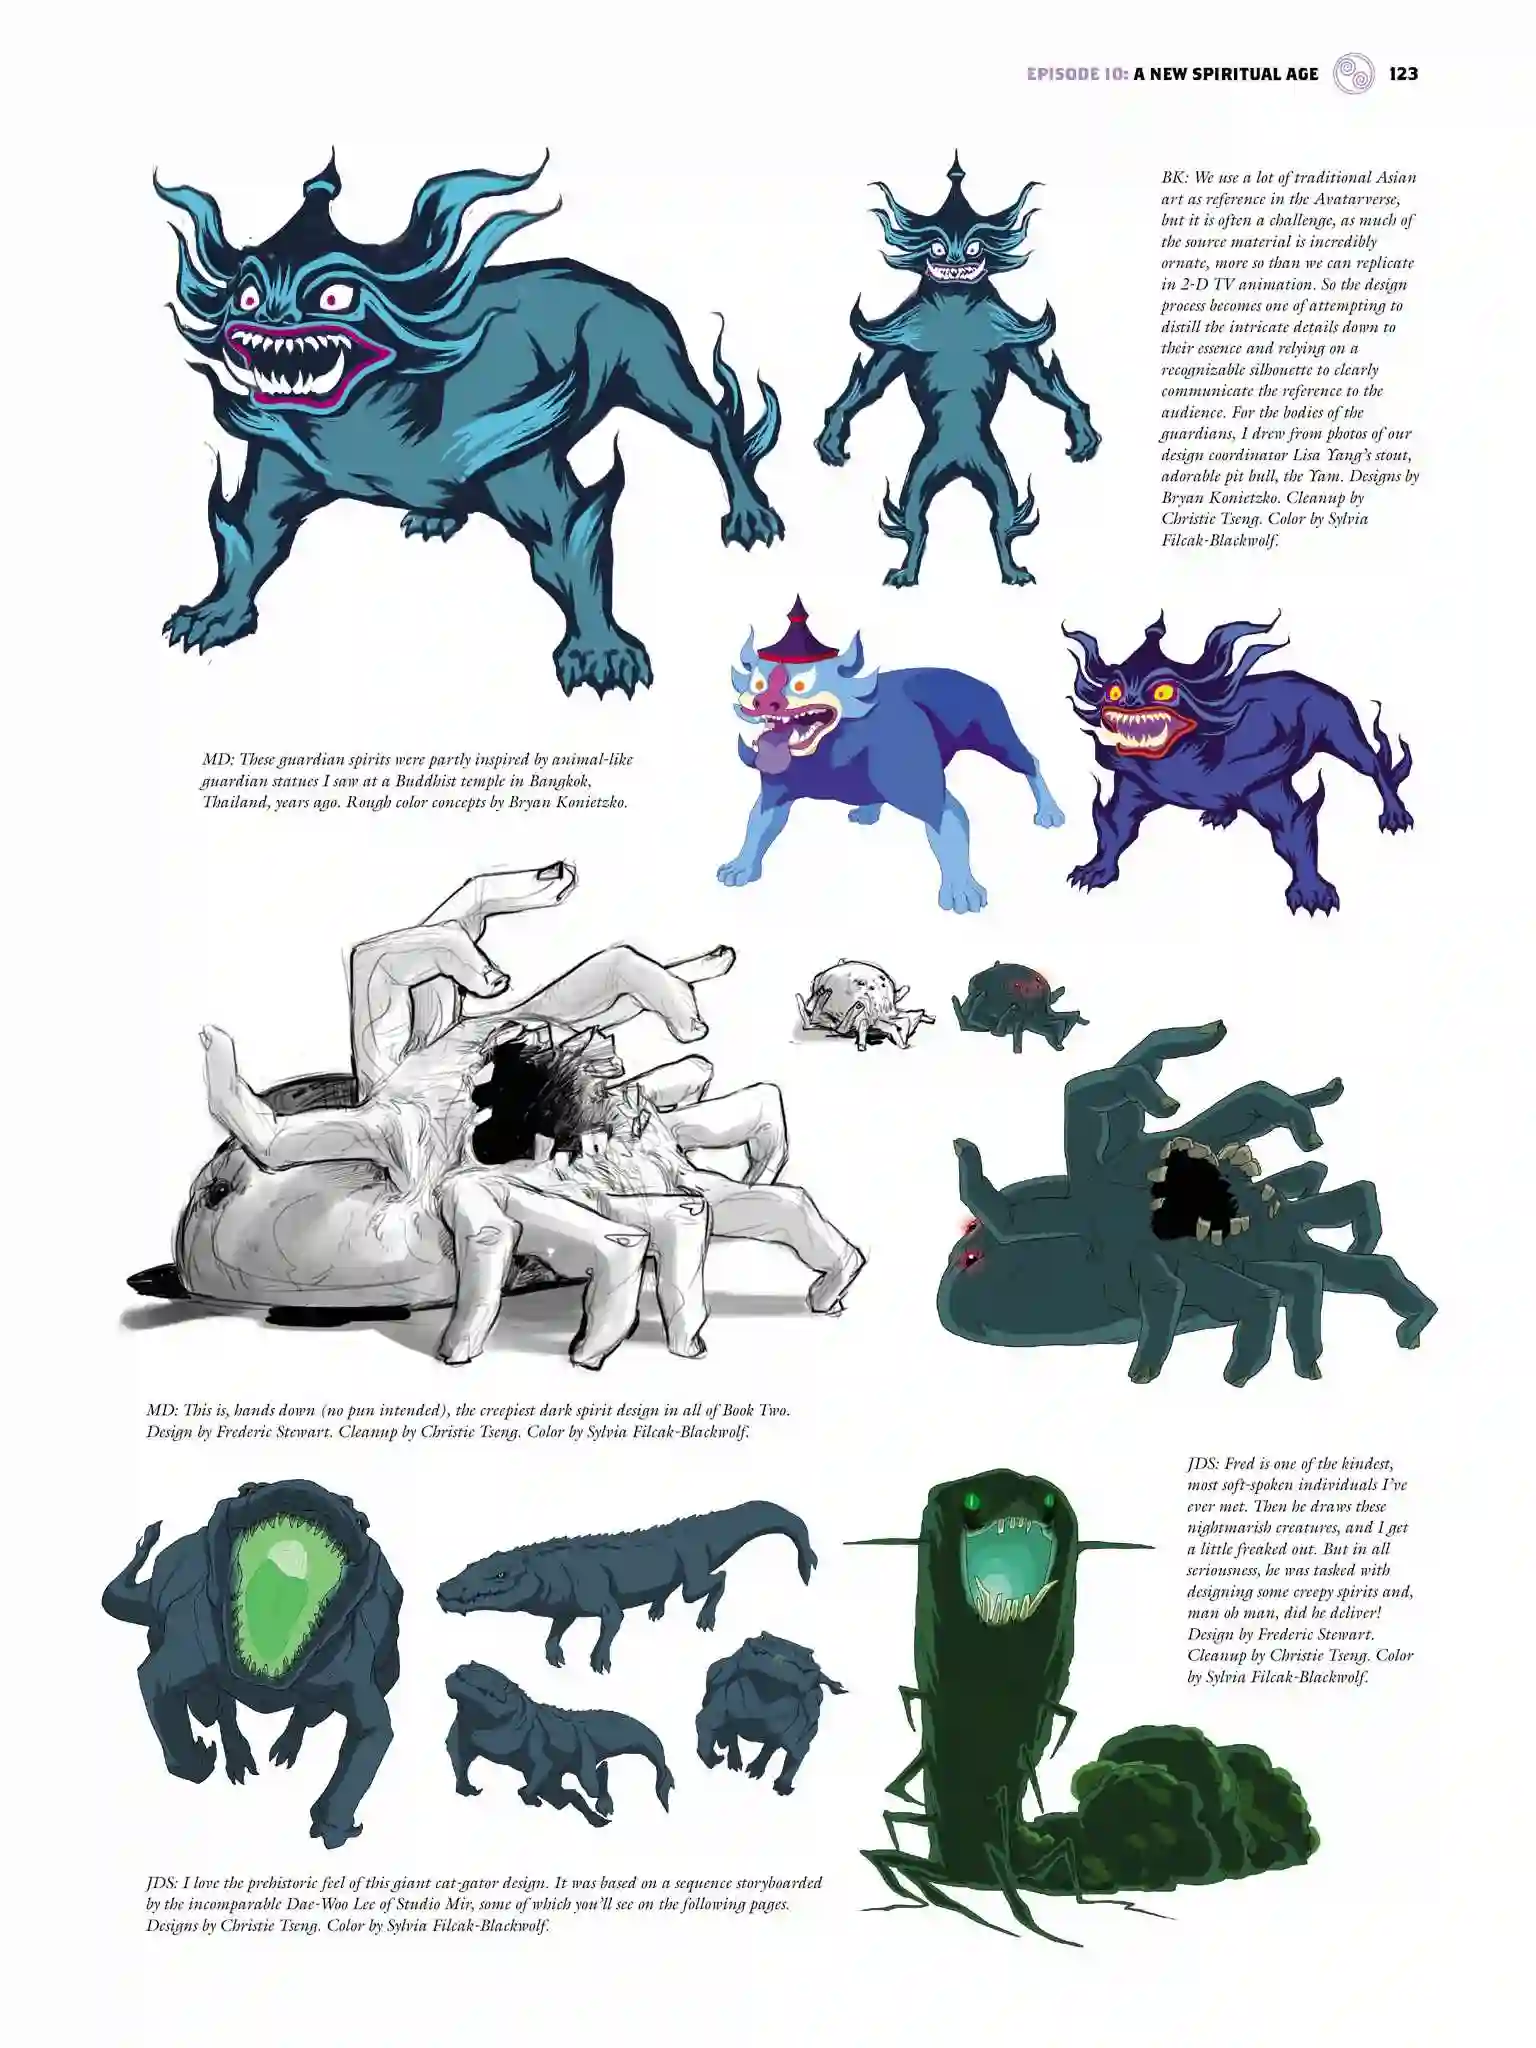 EPISODE 10: A NEW SPIRITUAL AGE 123
BK: We use a lot of traditional Asian
art as reference in the Avatarverse,
but it is often a challenge, as much of
the source material is incredibly
ornate, more so than we can replicate
in 2-D TV animation. So the design
process becomes one of attempting to
distill the intricate details down to
their essence and relying on a
recognizable silhouette to clearly
communicate the reference to the
audience. For the bodies of the
guardians, I drew from photos of our
design coordinator Lisa Yang's stout,
adorable pit bull, the Yam. Designs by
Bryan Konietzko. Cleanup by
Christie Tseng. Color by Sylvia
Filcak-Blackwolf.
MD: These guardian spirits were partly inspired by animal-like
guardian statues I saw at a Buddhist temple in Bangkok,
Thailand, years ago. Rough color concepts by Bryan Konietzko.
MD: This is, hands down (no pun intended), the creepiest dark spirit design in all of Book Two.
Design by Frederic Stewart. Cleanup by Christie Tseng. Color by Sylvia Filcak-Blackwolf.
JDS: Fred is one of the kindest,
most soft-spoken individuals I've
ever met. Then he draws these
nightmarish creatures, and I get
a little freaked out. But in all
seriousness, he was tasked with
designing some creepy spirits and,
man oh man, did he deliver!
Design by Frederic Stewart.
Cleanup by Christie Tseng. Color
by Sylvia Filcak-Blackwolf.
JDS: I love the prehistoric feel of this giant cat-gator design. It was based on a sequence storyboarded
by the incomparable Dae-Woo Lee of Studio Mir, some of which you'll see on the following pages.
Designs by Christie Tseng. Color by Sylvia Filcak-Blackwolf.